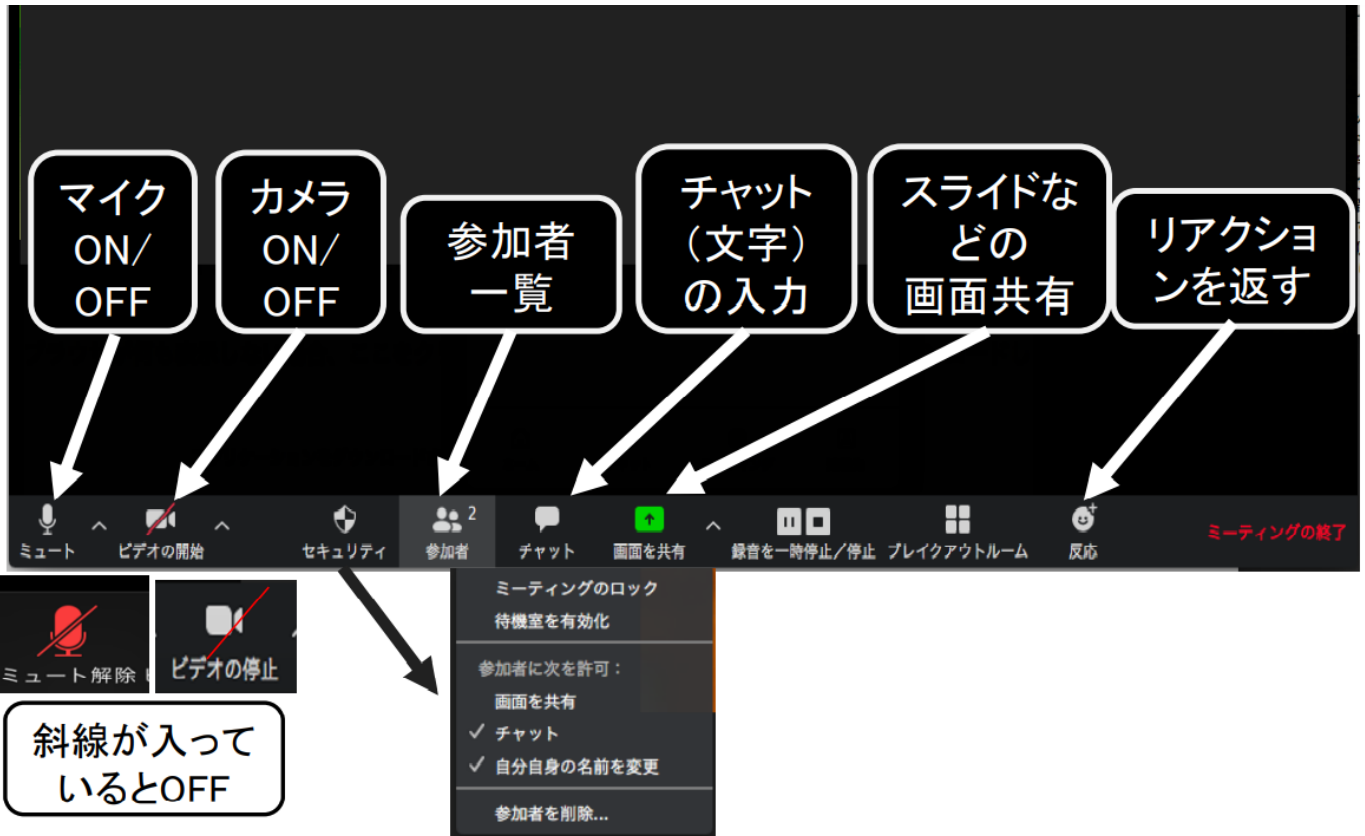 マイク
ON/
OFF
カメラ
ON/
OFF
参加者
一覧
チャット
（文字）
の入力
スライドな
どの
画面共有
リアクショ
ンを返す
ミュート
ビデオの開始
セキュリティ
2
参加者
チャット
画面を共有
録音を一時停止/停止
ブレイクアウトルーム
反応
ミーティングの終了
ミュート解除
ビデオの停止
斜線が入って
いるとOFF
ミーティングのロック
待機室を有効化
参加者に次を許可：
画面を共有
✓ チャット
✓ 自分自身の名前を変更
参加者を削除...